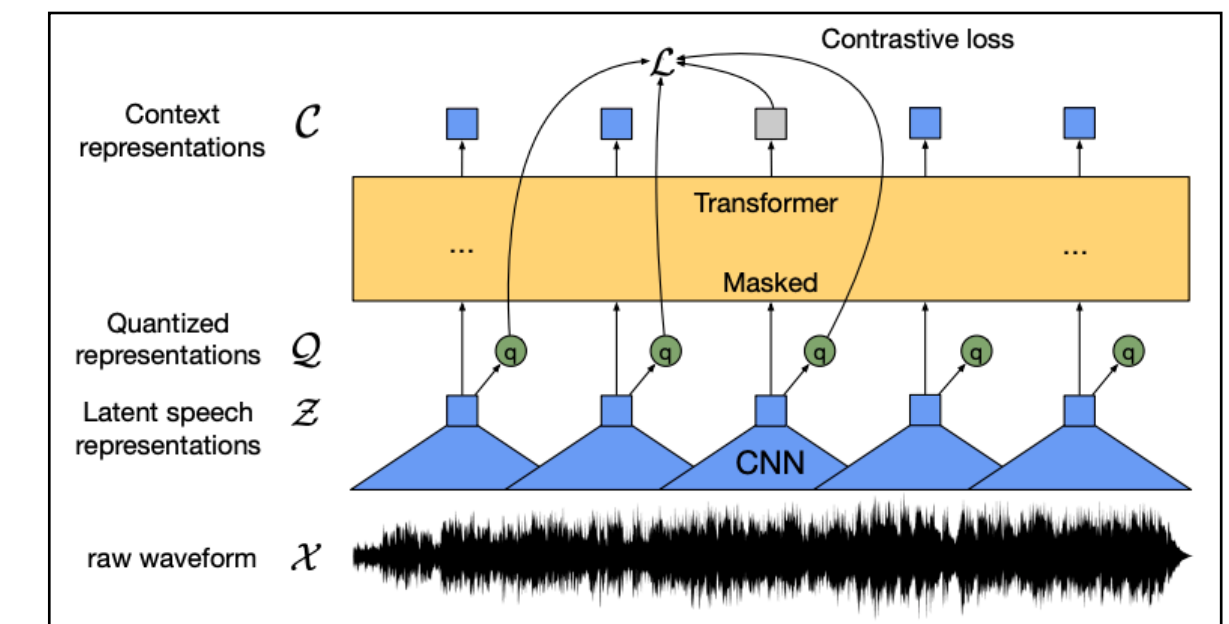 Contrastive loss
ℒ
Context
representations
𝒞
Transformer
...
...
Masked
Quantized
representations
𝒬
q
q
q
q
q
Latent speech
representations
𝒵
CNN
raw waveform
𝒳